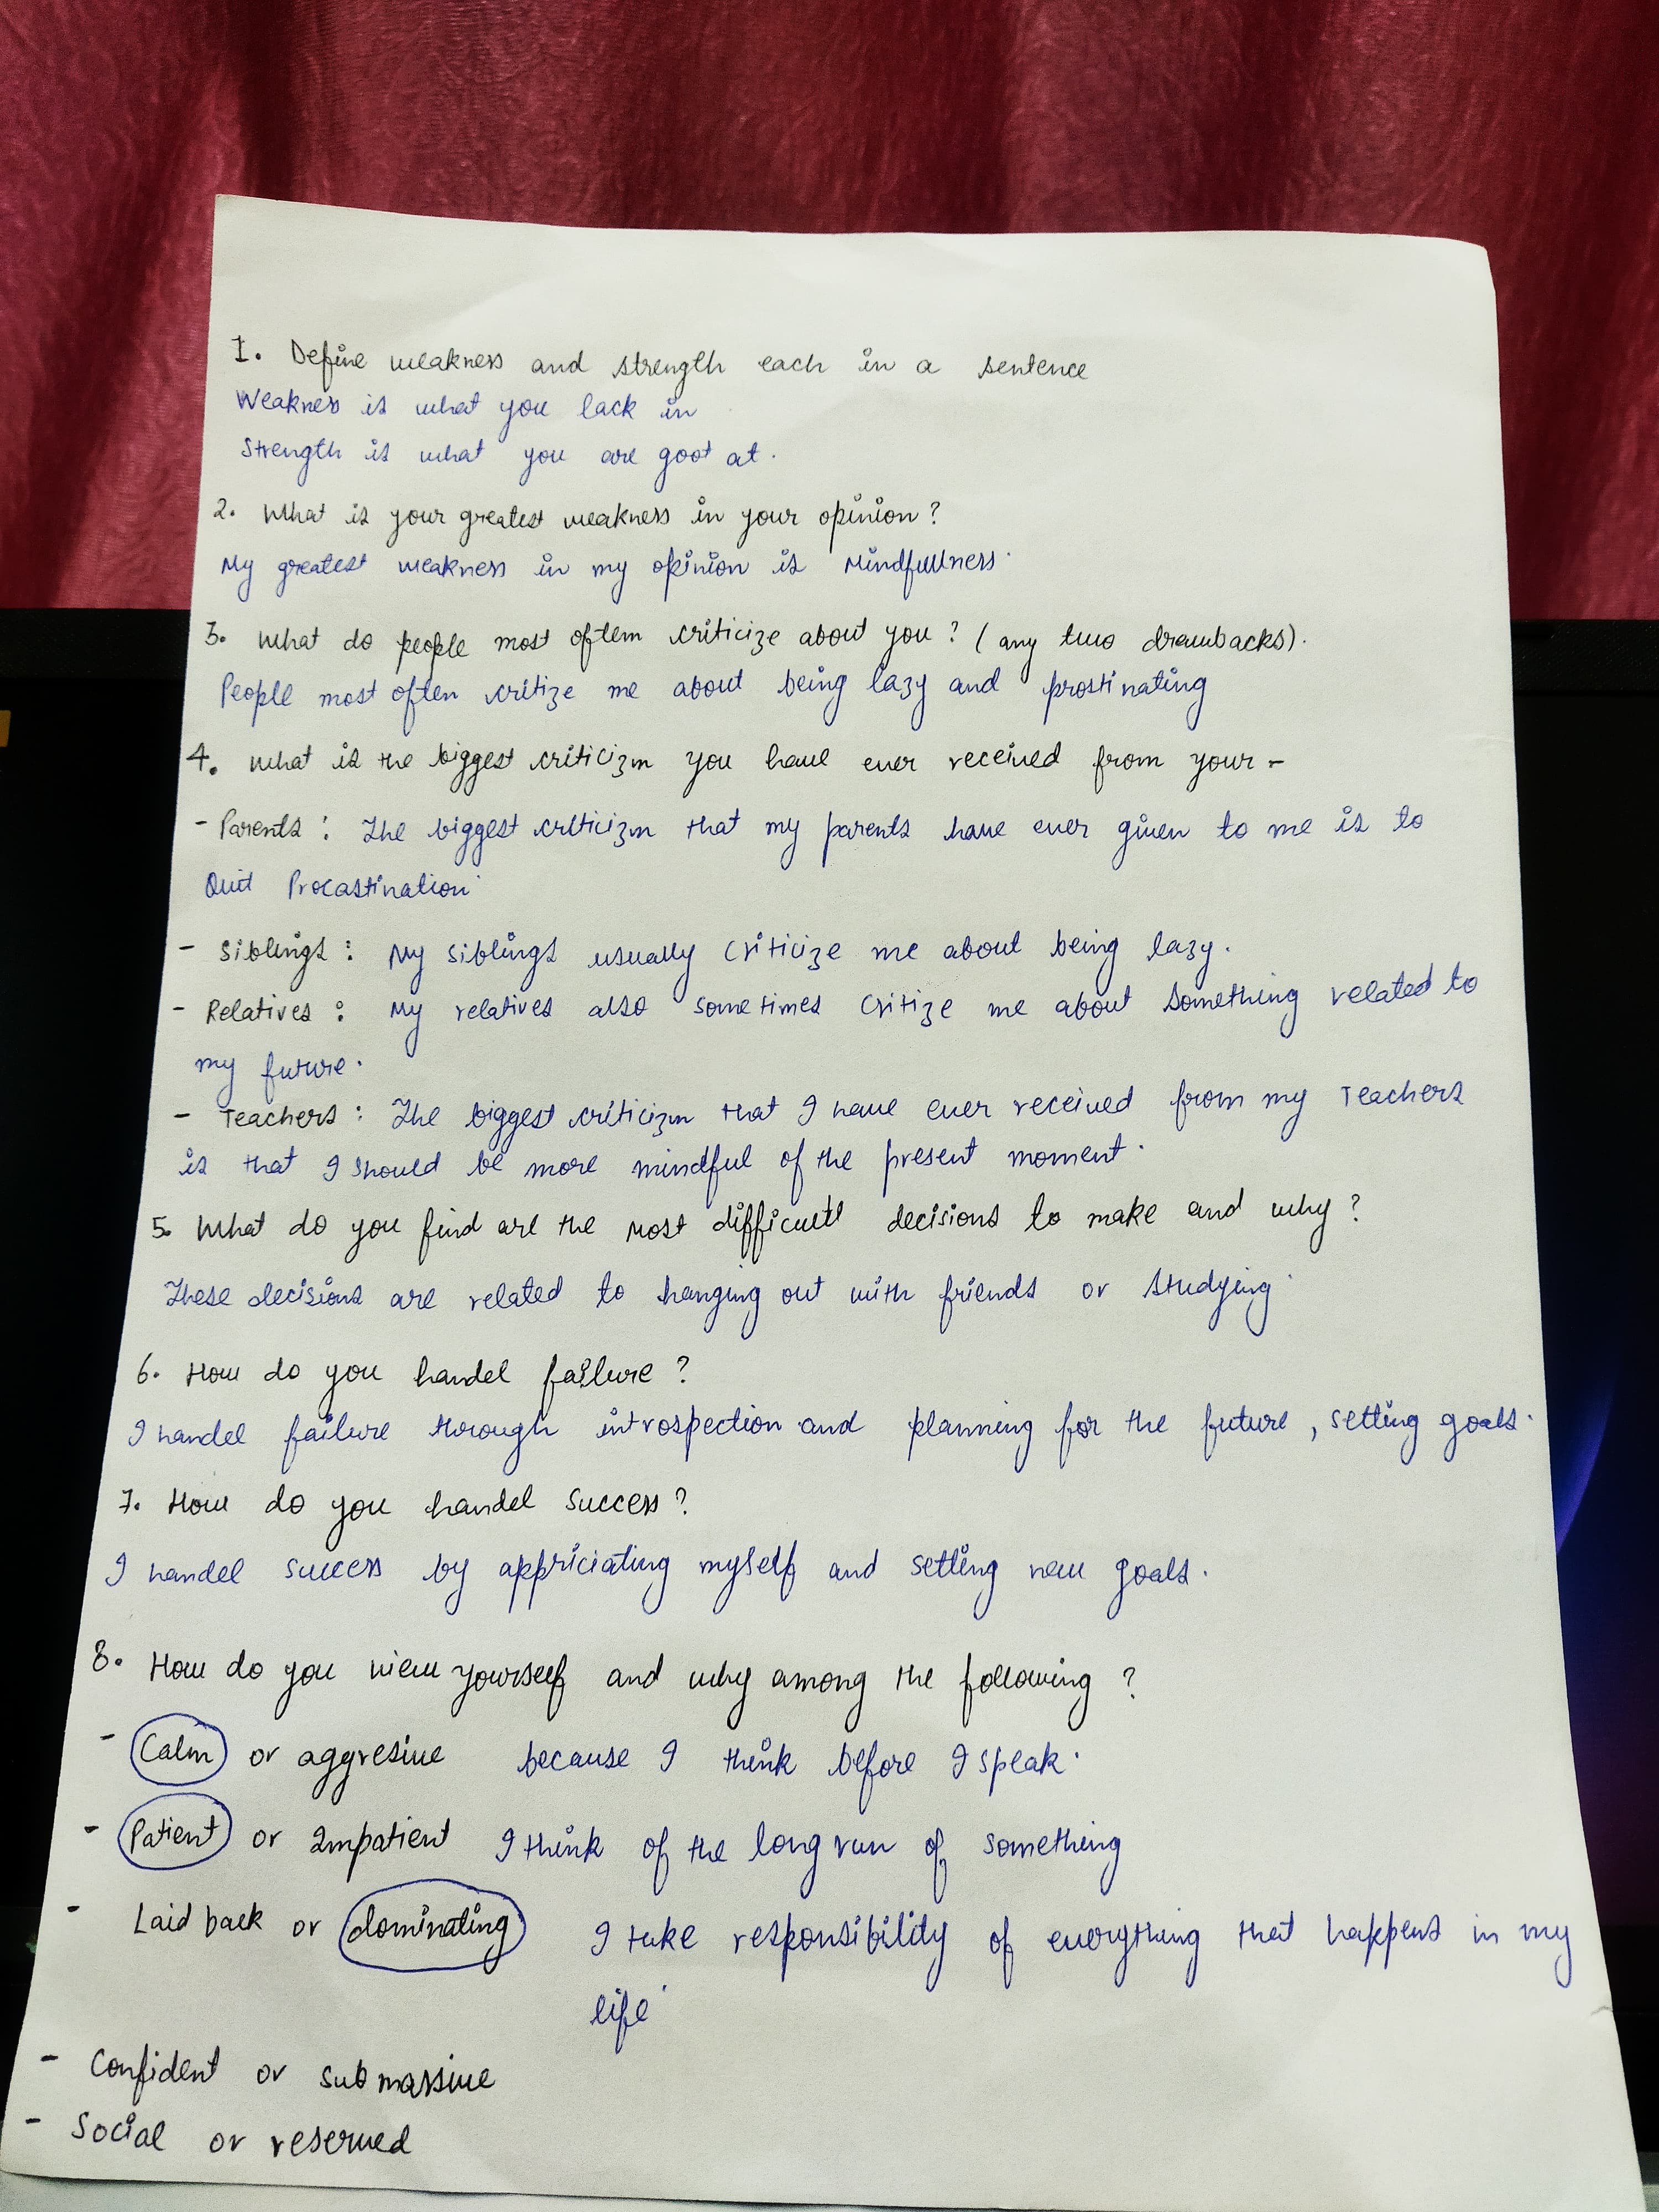 1. Define weakness and strength each in a sentence
Weakness is what you lack in
Strength is what you are goot at.
2. What is your greatest weakness in your opinion?
My greatest weakness in my opinion is Mindfullness.
3. What do people most oftem criticize about you? (any two drawbacks).
People most often critize me about being lazy and prostinating
4. What is the biggest criticizm you have ever received from your -
- Parents : The biggest criticizm that my parents have ever given to me is to
Quit Procastination.
- Siblings : My siblings usually criticize me about being lazy.
- Relatives : My relatives also sometimes critize me about something related to
my future.
- Teachers : The biggest criticizm that I have ever received from my Teachers
is that I should be more mindful of the present moment.
5. What do you find are the most difficult decisions to make and why?
These decisions are related to hanging out with friends or studying.
6. How do you handel failure?
I handel failure through introspection and planning for the future, setting goals.
7. How do you handel success?
I handel success by appriciating myself and setting new goals.
8. How do you view yourself and why among the following?
- Calm or aggresive because I think before I speak.
- Patient or Impatient I think of the long run of something
- Laid back or dominating I take responsibility of everything that happens in my
life.
- Confident or submassive
- Social or reserved